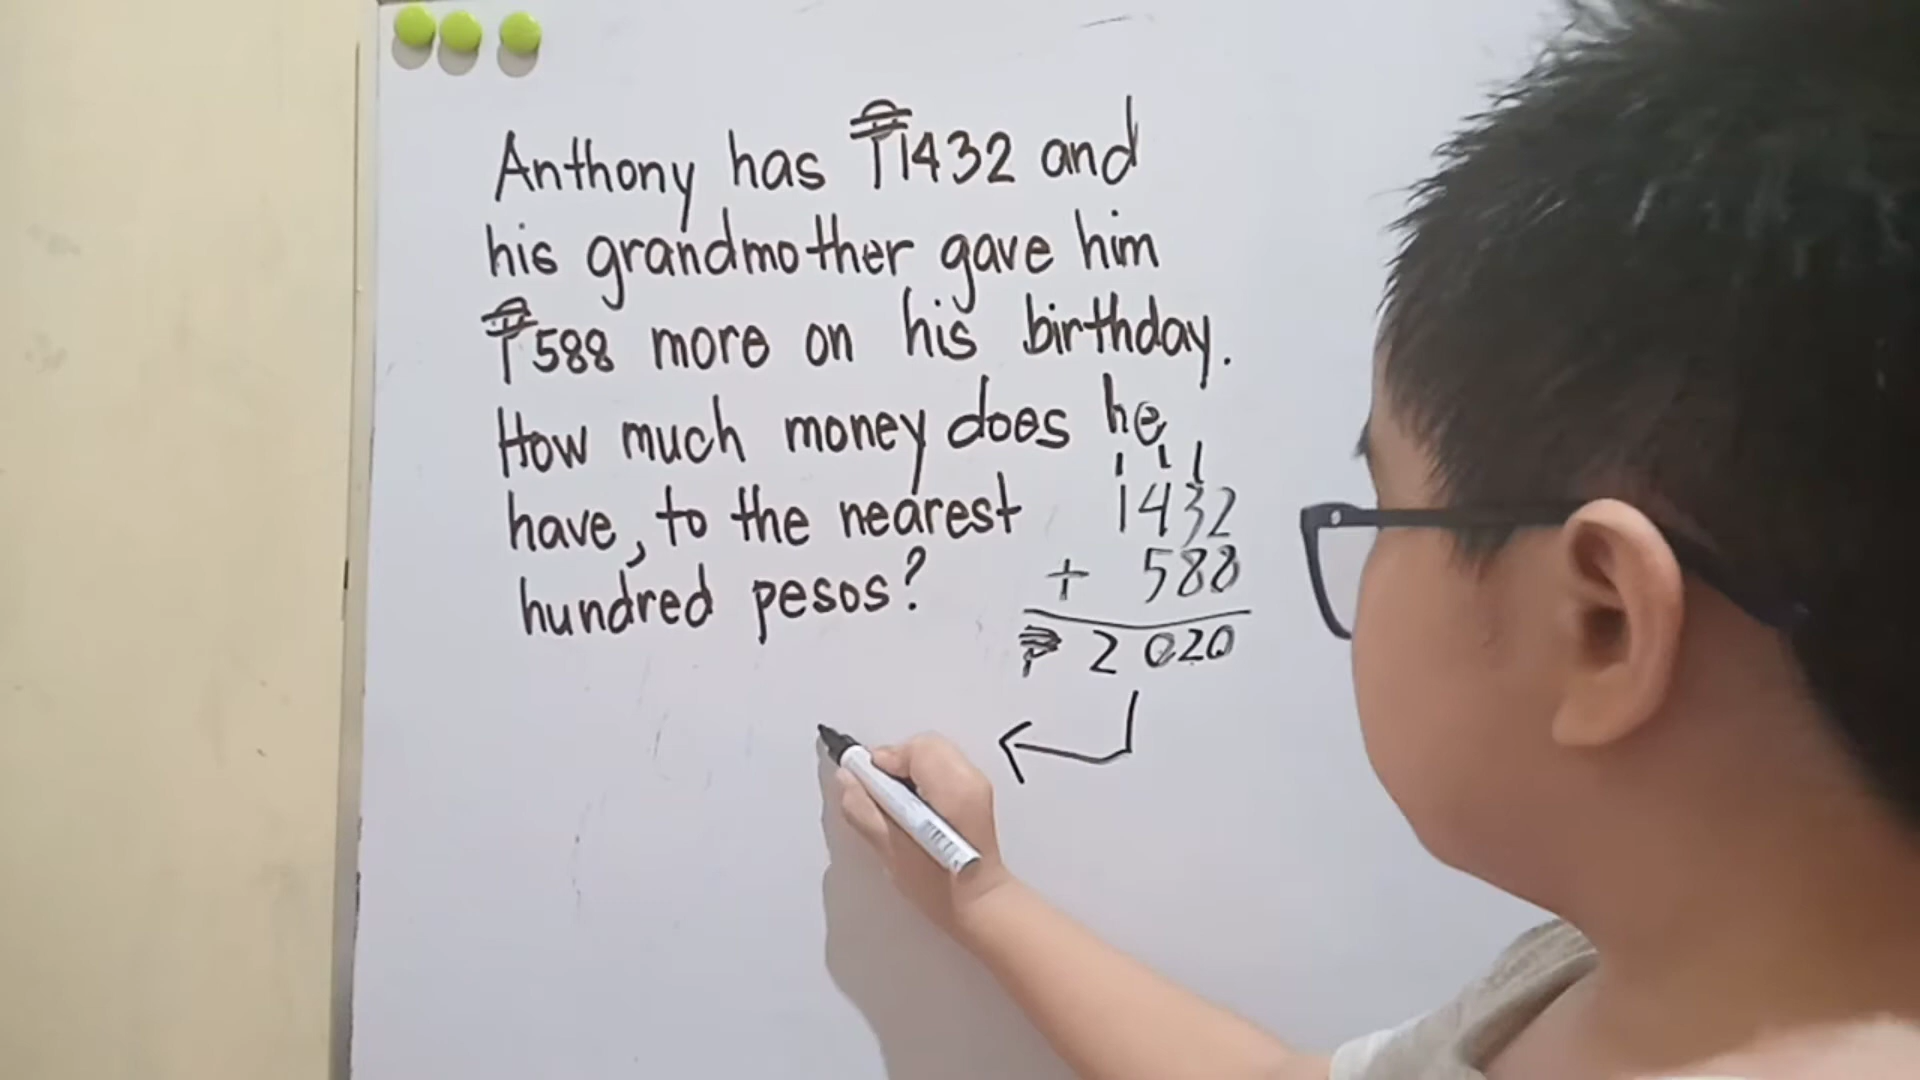 Anthony has ₱1432 and
his grandmother gave him
₱588 more on his birthday.
How much money does he
have, to the nearest
hundred pesos?
1 1 1
1432
+ 588
₱ 2020